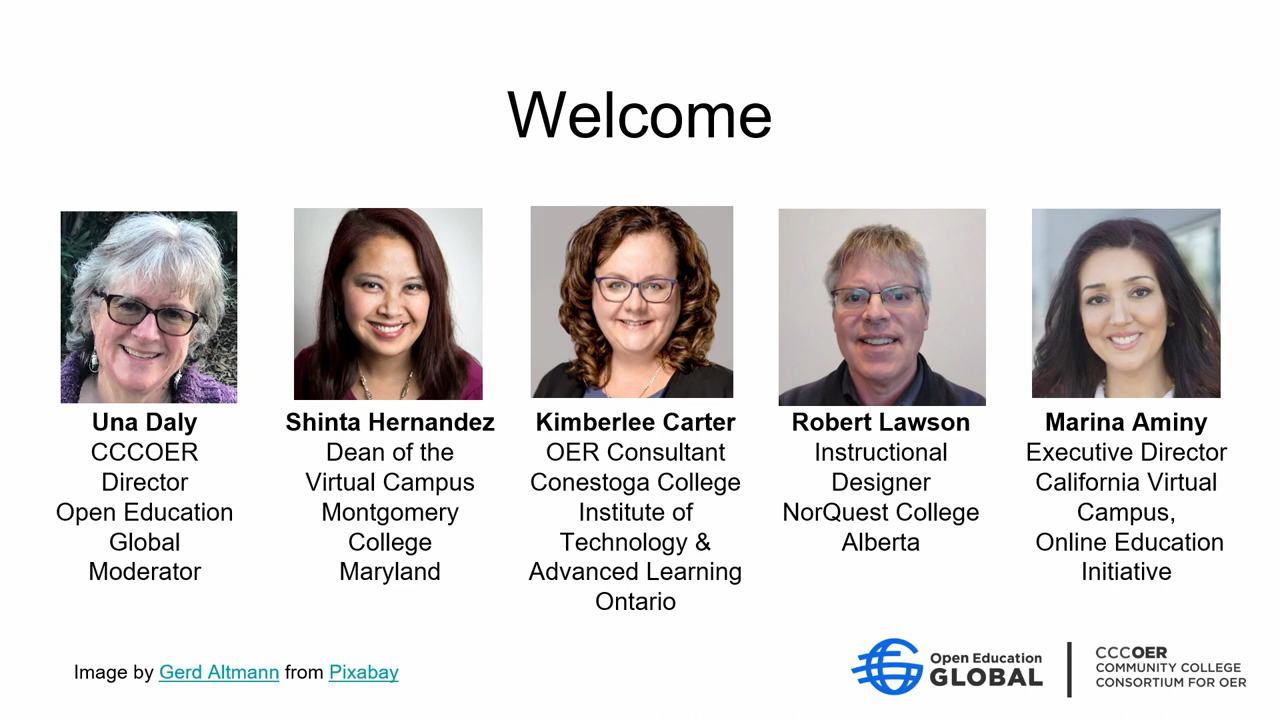 Welcome
Una Daly
CCCOER
Director
Open Education
Global
Moderator
Shinta Hernandez
Dean of the
Virtual Campus
Montgomery
College
Maryland
Kimberlee Carter
OER Consultant
Conestoga College
Institute of
Technology &
Advanced Learning
Ontario
Robert Lawson
Instructional
Designer
NorQuest College
Alberta
Marina Aminy
Executive Director
California Virtual
Campus,
Online Education
Initiative
Image by Gerd Altmann from Pixabay
Open Education
GLOBAL
CCCOER
COMMUNITY COLLEGE
CONSORTIUM FOR OER